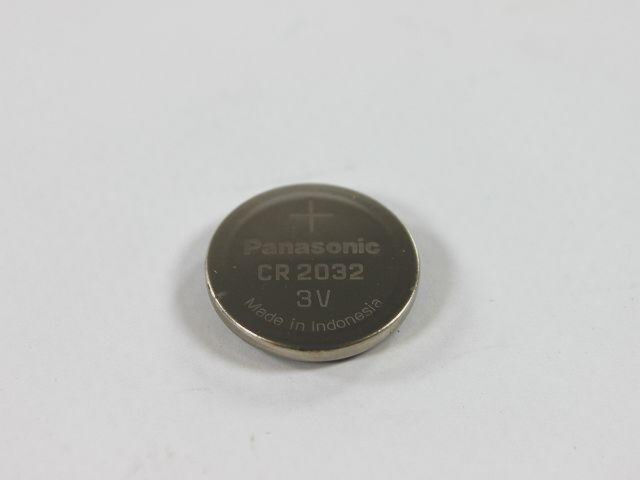 +
Panasonic
CR 2032
3V
Made in Indonesia